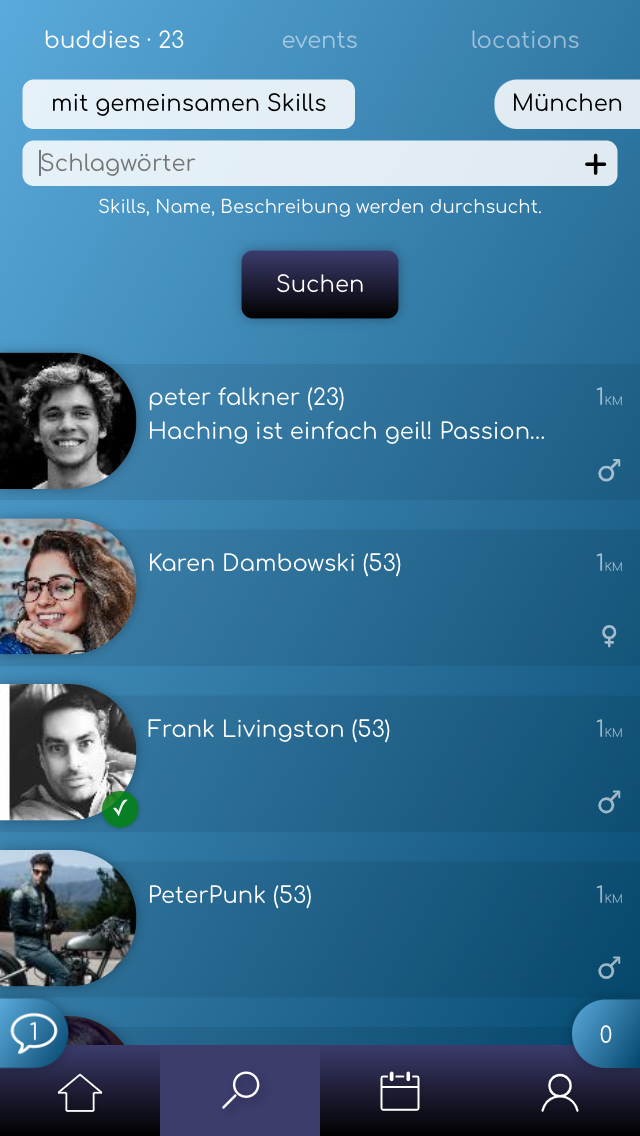 buddies · 23 events locations
mit gemeinsamen Skills München
Schlagwörter
Skills, Name, Beschreibung werden durchsucht.
Suchen
peter falkner (23) 1KM
Haching ist einfach geil! Passion...
Karen Dambowski (53) 1KM
Frank Livingston (53) 1KM
PeterPunk (53) 1KM
1 0